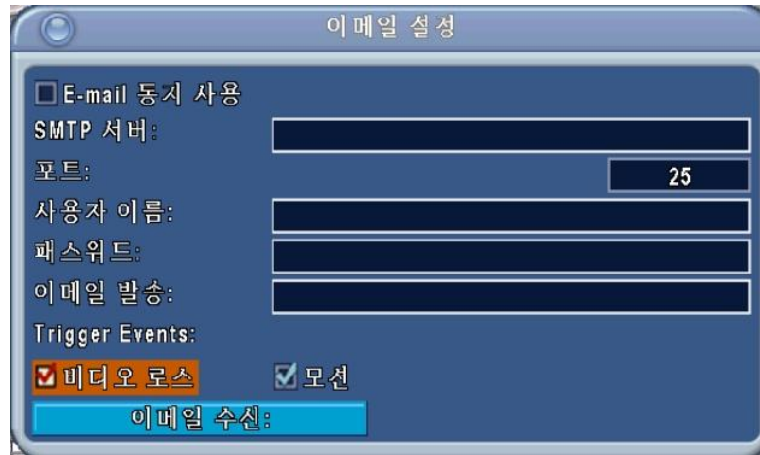 이메일 설정
E-mail 동지 사용
SMTP 서버:
포트: 25
사용자 이름:
패스워드:
이메일 발송:
Trigger Events:
비디오 로스 모션
이메일 수신: